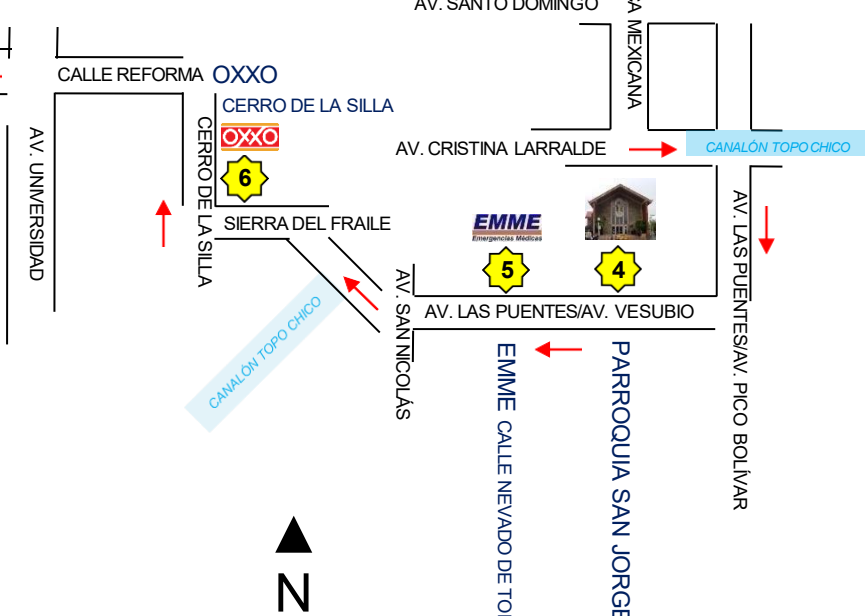 AV. SANTO DOMINGO
MEXICANA
CALLE REFORMA OXXO
CERRO DE LA SILLA
OXXO
6
CERRO DE LA SILLA
AV. UNIVERSIDAD
SIERRA DEL FRAILE
AV. CRISTINA LARRALDE
CANALÓN TOPO CHICO
EMME
Emergencias Médicas
5
4
AV. LAS PUENTES/AV. VESUBIO
AV. SAN NICOLÁS
CANALÓN TOPO CHICO
AV. LAS PUENTES/AV. PICO BOLÍVAR
EMME CALLE NEVADO DE
PARROQUIA SAN JORGE
N